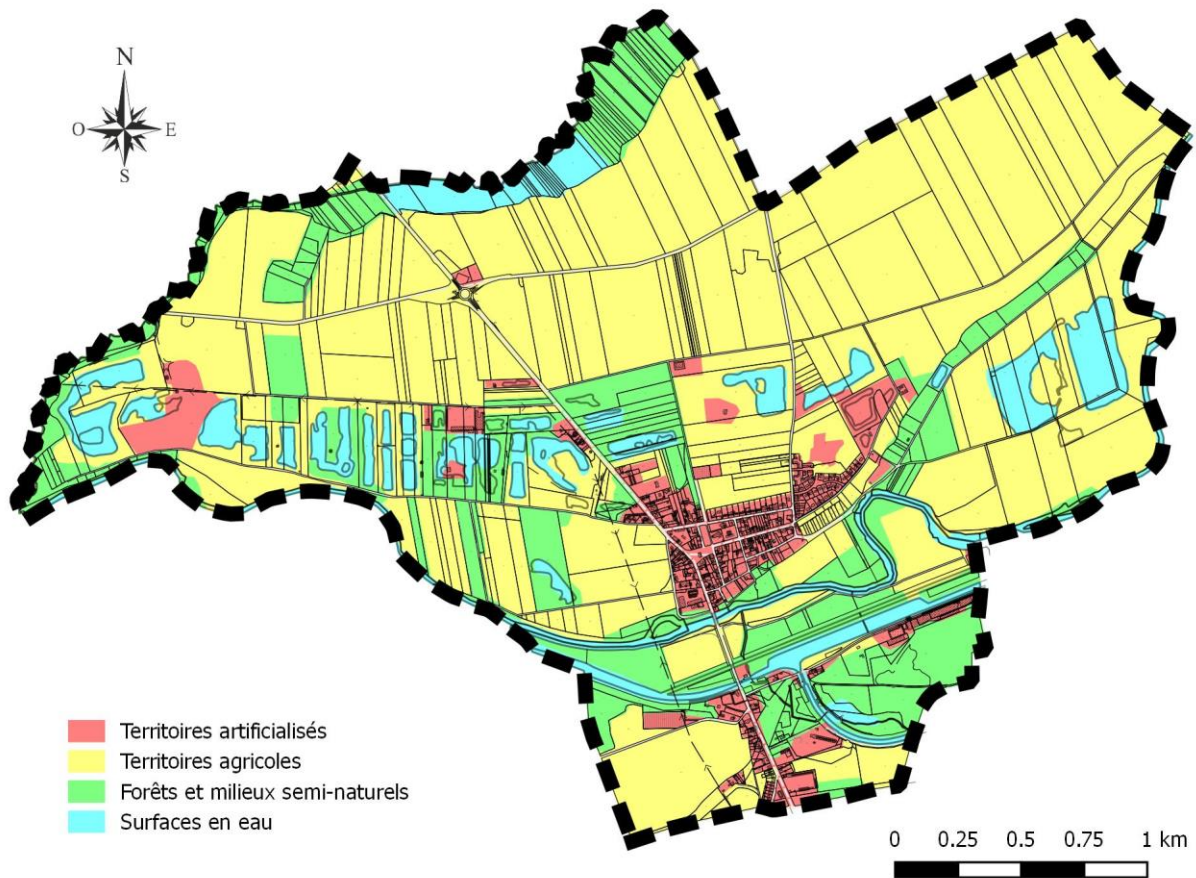 N
O E
S
Territoires artificialisés
Territoires agricoles
Forêts et milieux semi-naturels
Surfaces en eau
0 0.25 0.5 0.75 1 km